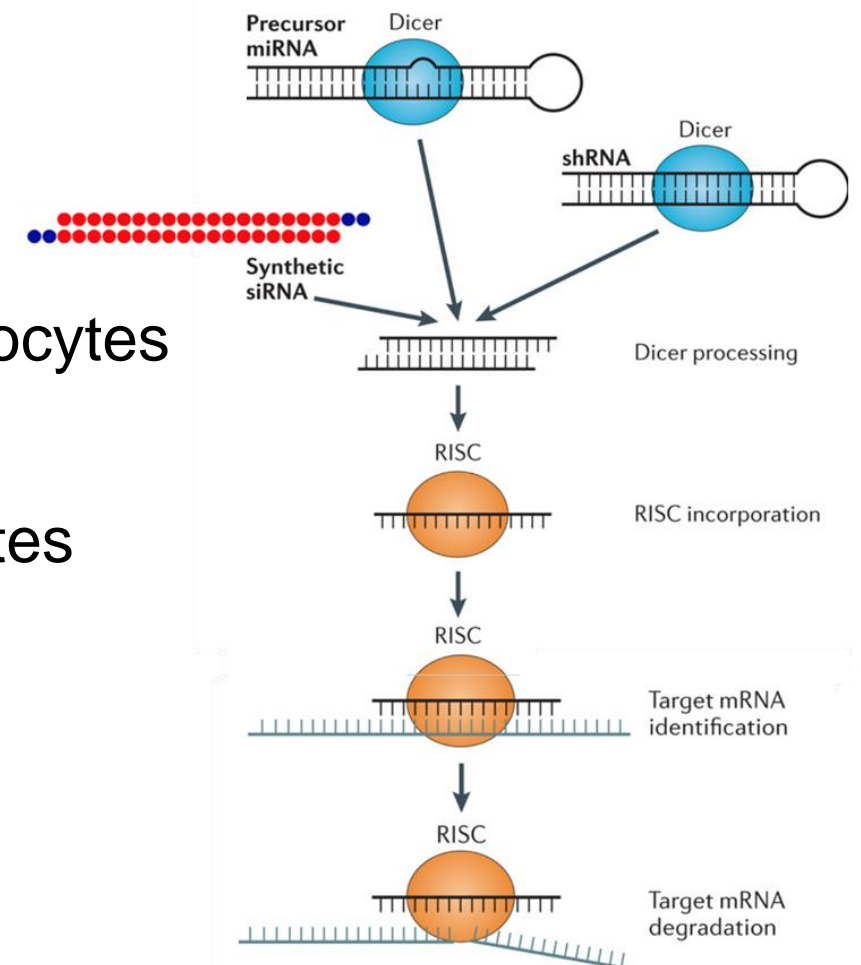 Precursor
miRNA
Dicer
Dicer
shRNA
Synthetic
siRNA
Dicer processing
RISC
RISC incorporation
RISC
Target mRNA
identification
RISC
Target mRNA
degradation
ocytes
tes